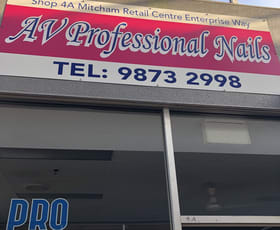 Shop 4A Mitcham Retail Centre Enterprise Way
AV Professional Nails
TEL: 9873 2998
PRO